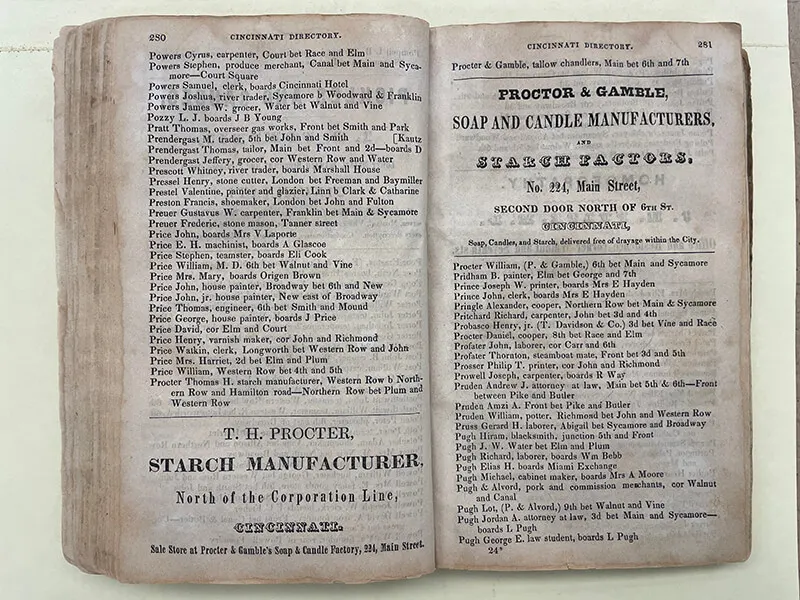 280 CINCINNATI DIRECTORY.
Powers Cyrus, carpenter, Court bet Race and Elm
Powers Stephen, produce merchant, Canal bet Main and Syca-
more—Court Square
Powers Samuel, clerk, boards Cincinnati Hotel
Powers Joshua, river trader, Sycamore b Woodward & Franklin
Powers James W. grocer, Water bet Walnut and Vine
Pozzy L. J. boards J B Young
Pratt Thomas, overseer gas works, Front bet Smith and Park
Prendergast M. trader, 5th bet John and Smith [Kautz
Prendergast Thomas, tailor, Main bet Front and 2d—boards D
Prendergast Jeffery, grocer, cor Western Row and Water
Prescott Whitney, river trader, boards Marshall House
Pressel Henry, stone cutter, London bet Freeman and Baymiller
Prestel Valentine, painter and glazier, Linn b Clark & Catharine
Preston Francis, shoemaker, London bet John and Fulton
Preuer Gustavus W. carpenter, Franklin bet Main & Sycamore
Preuer Frederic, stone mason, Tanner street
Price John, boards Mrs V Laporte
Price E. H. machinist, boards A Glascoe
Price Stephen, teamster, boards Eli Cook
Price William, M. D. 6th bet Walnut and Vine
Price Mrs. Mary, boards Origen Brown
Price John, house painter, Broadway bet 6th and New
Price John, jr. house painter, New east of Broadway
Price Thomas, engineer, 6th bet Smith and Mound
Price George, house painter, boards J Price
Price David, cor Elm and Court
Price Henry, varnish maker, cor John and Richmond
Price Watkin, clerk, Longworth bet Western Row and John
Price Mrs. Harriet, 2d bet Elm and Plum
Price William, Western Row bet 4th and 5th
Procter Thomas H. starch manufacturer, Western Row b North-
ern Row and Hamilton road—Northern Row bet Plum and
Western Row
T. H. PROCTER,
STARCH MANUFACTURER,
North of the Corporation Line,
CINCINNATI.
Sale Store at Procter & Gamble's Soap & Candle Factory, 224, Main Street.
CINCINNATI DIRECTORY. 281
Procter & Gamble, tallow chandlers, Main bet 6th and 7th
PROCTOR & GAMBLE,
SOAP AND CANDLE MANUFACTURERS,
AND
STARCH FACTORS,
No. 224, Main Street,
SECOND DOOR NORTH OF 6TH ST.
CINCINNATI,
Soap, Candles, and Starch, delivered free of drayage within the City.
Procter William, (P. & Gamble,) 6th bet Main and Sycamore
Pridham B. painter, Elm bet George and 7th
Prince Joseph W. printer, boards Mrs E Hayden
Prince John, clerk, boards Mrs E Hayden
Pringle Alexander, cooper, Northern Row bet Main & Sycamore
Prichard Richard, carpenter, John bet 3d and 4th
Probasco Henry, jr. (T. Davidson & Co.) 3d bet Vine and Race
Procter Daniel, cooper, 8th bet Race and Elm
Profater John, laborer, cor Carr and 6th
Profater Thornton, steamboat mate, Front bet 3d and 5th
Prosser Philip T. printer, cor John and Richmond
Prowell Joseph, carpenter, boards R Way
Pruden Andrew J. attorney at law, Main bet 5th & 6th—Front
between Pike and Butler
Pruden Amzi A. Front bet Pike and Butler
Pruden William, potter, Richmond bet John and Western Row
Pruss Gerard H. laborer, Abigail bet Sycamore and Broadway
Pugh Hiram, blacksmith, junction 5th and Front
Pugh J. W. Water bet Elm and Plum
Pugh Richard, laborer, boards Wm Bebb
Pugh Elias H. boards Miami Exchange
Pugh Michael, cabinet maker, boards Mrs A Moore
Pugh & Alvord, pork and commission merchants, cor Walnut
and Canal
Pugh Lot, (P. & Alvord,) 9th bet Walnut and Vine
Pugh Jordan A. attorney at law, 3d bet Main and Sycamore—
boards L Pugh
Pugh George E. law student, boards L Pugh
24*